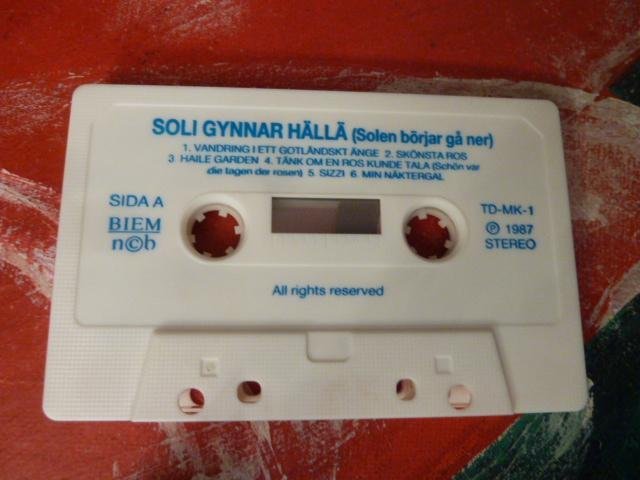 SOLI GYNNAR HÄLLÄ (Solen börjar gå ner)
1. VANDRING I ETT GOTLÄNDSKT ÄNGE 2. SKÖNSTA ROS
3 HAILE GARDEN 4. TÄNK OM EN ROS KUNDE TALA (Schön var
die tagen der rosen) 5. SIZZI 6. MIN NÄKTERGAL
SIDA A
BIEM
n©b
TD-MK-1
℗ 1987
STEREO
All rights reserved